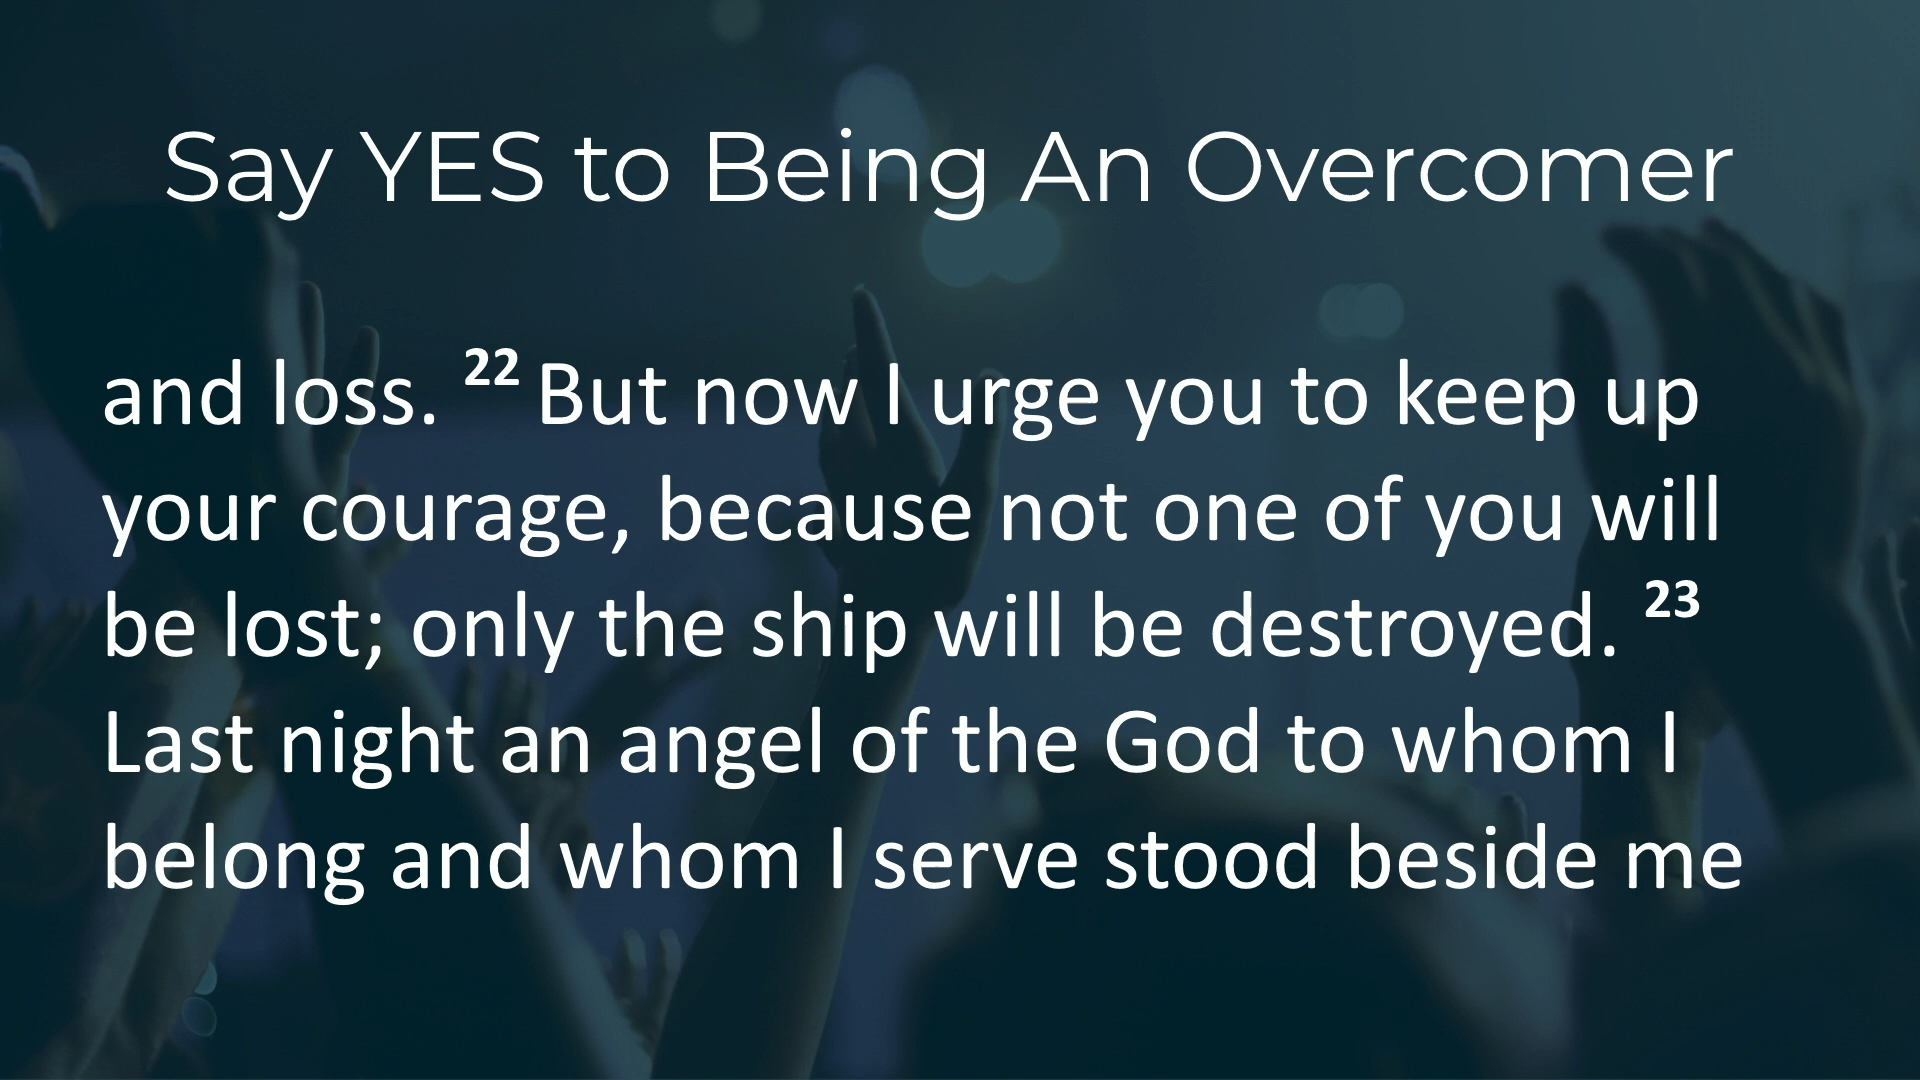 Say YES to Being An Overcomer
and loss. 22 But now I urge you to keep up
your courage, because not one of you will
be lost; only the ship will be destroyed. 23
Last night an angel of the God to whom I
belong and whom I serve stood beside me